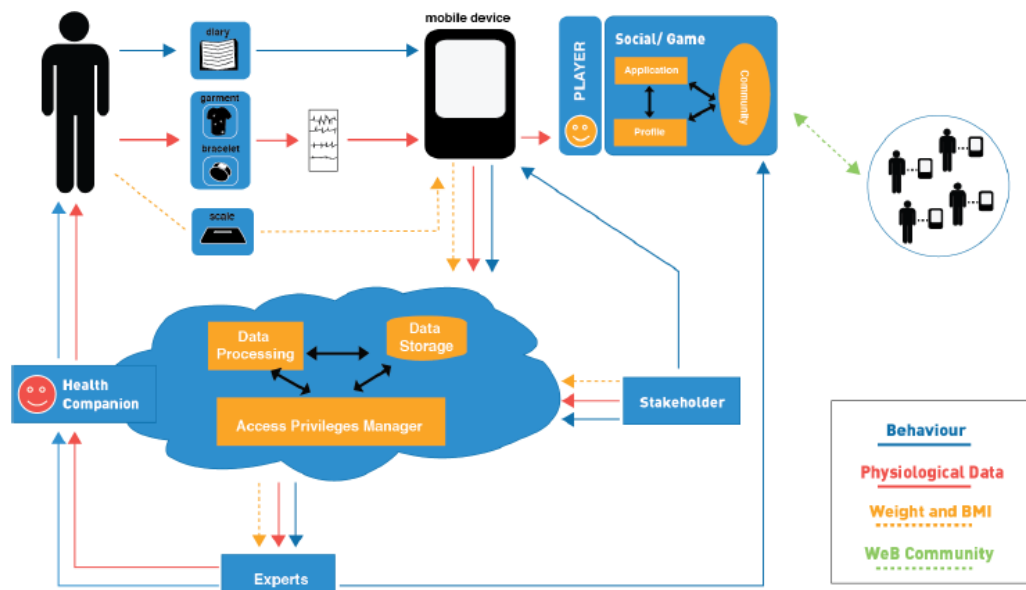 mobile device
diary
Social/ Game
PLAYER
Application
Community
Profile
garment
bracelet
scale
Data
Processing
Data
Storage
Access Privileges Manager
Health
Companion
Stakeholder
Experts
Behaviour
Physiological Data
Weight and BMI
WeB Community